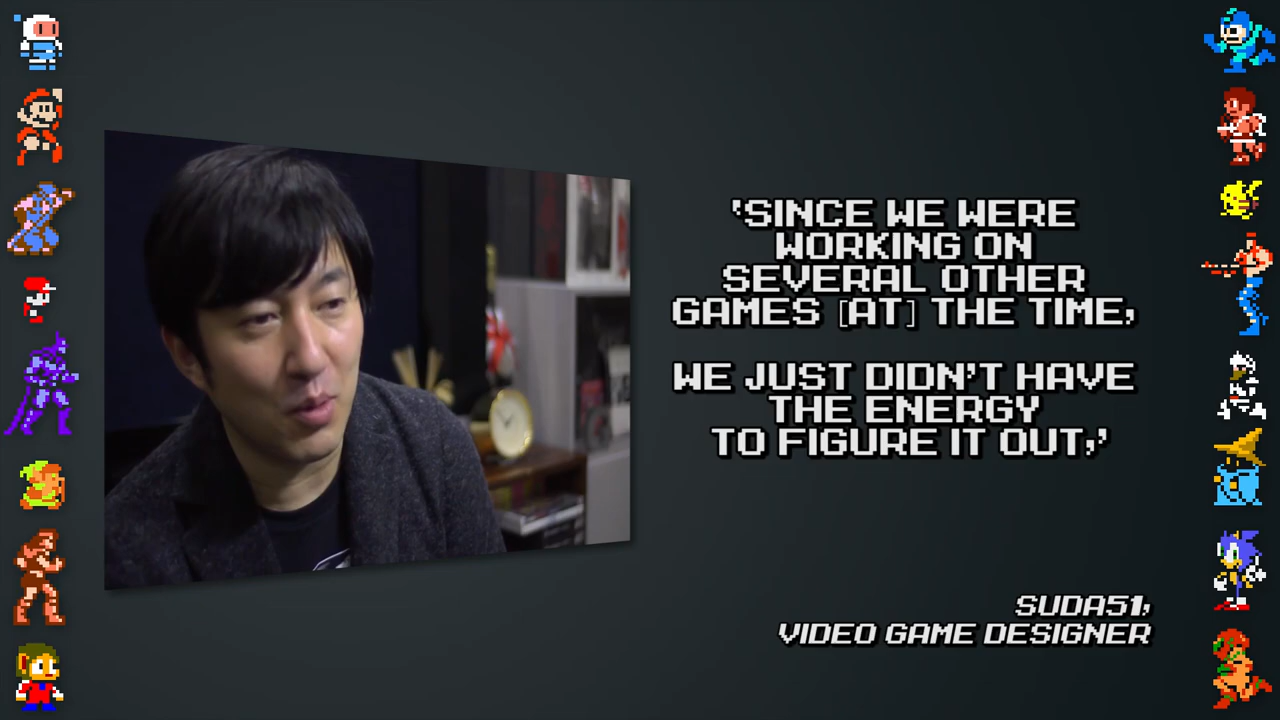 'SINCE WE WERE
WORKING ON
SEVERAL OTHER
GAMES [AT] THE TIME,
WE JUST DIDN'T HAVE
THE ENERGY
TO FIGURE IT OUT,'
SUDA51,
VIDEO GAME DESIGNER